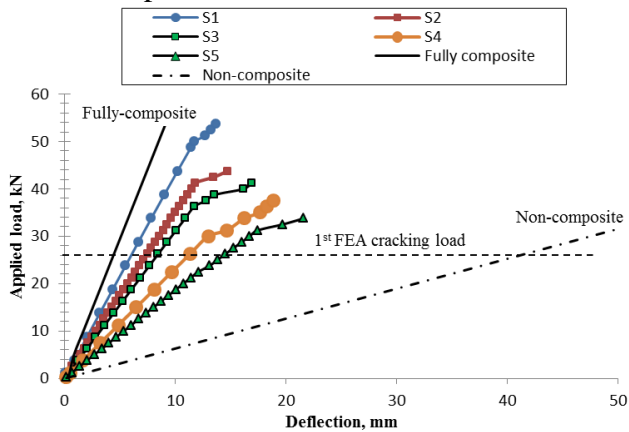 S1
S2
S3
S4
S5
Fully composite
Non-composite
60
50
40
30
20
10
0
Applied load, kN
Fully-composite
Non-composite
1st FEA cracking load
0
10
20
30
40
50
Deflection, mm